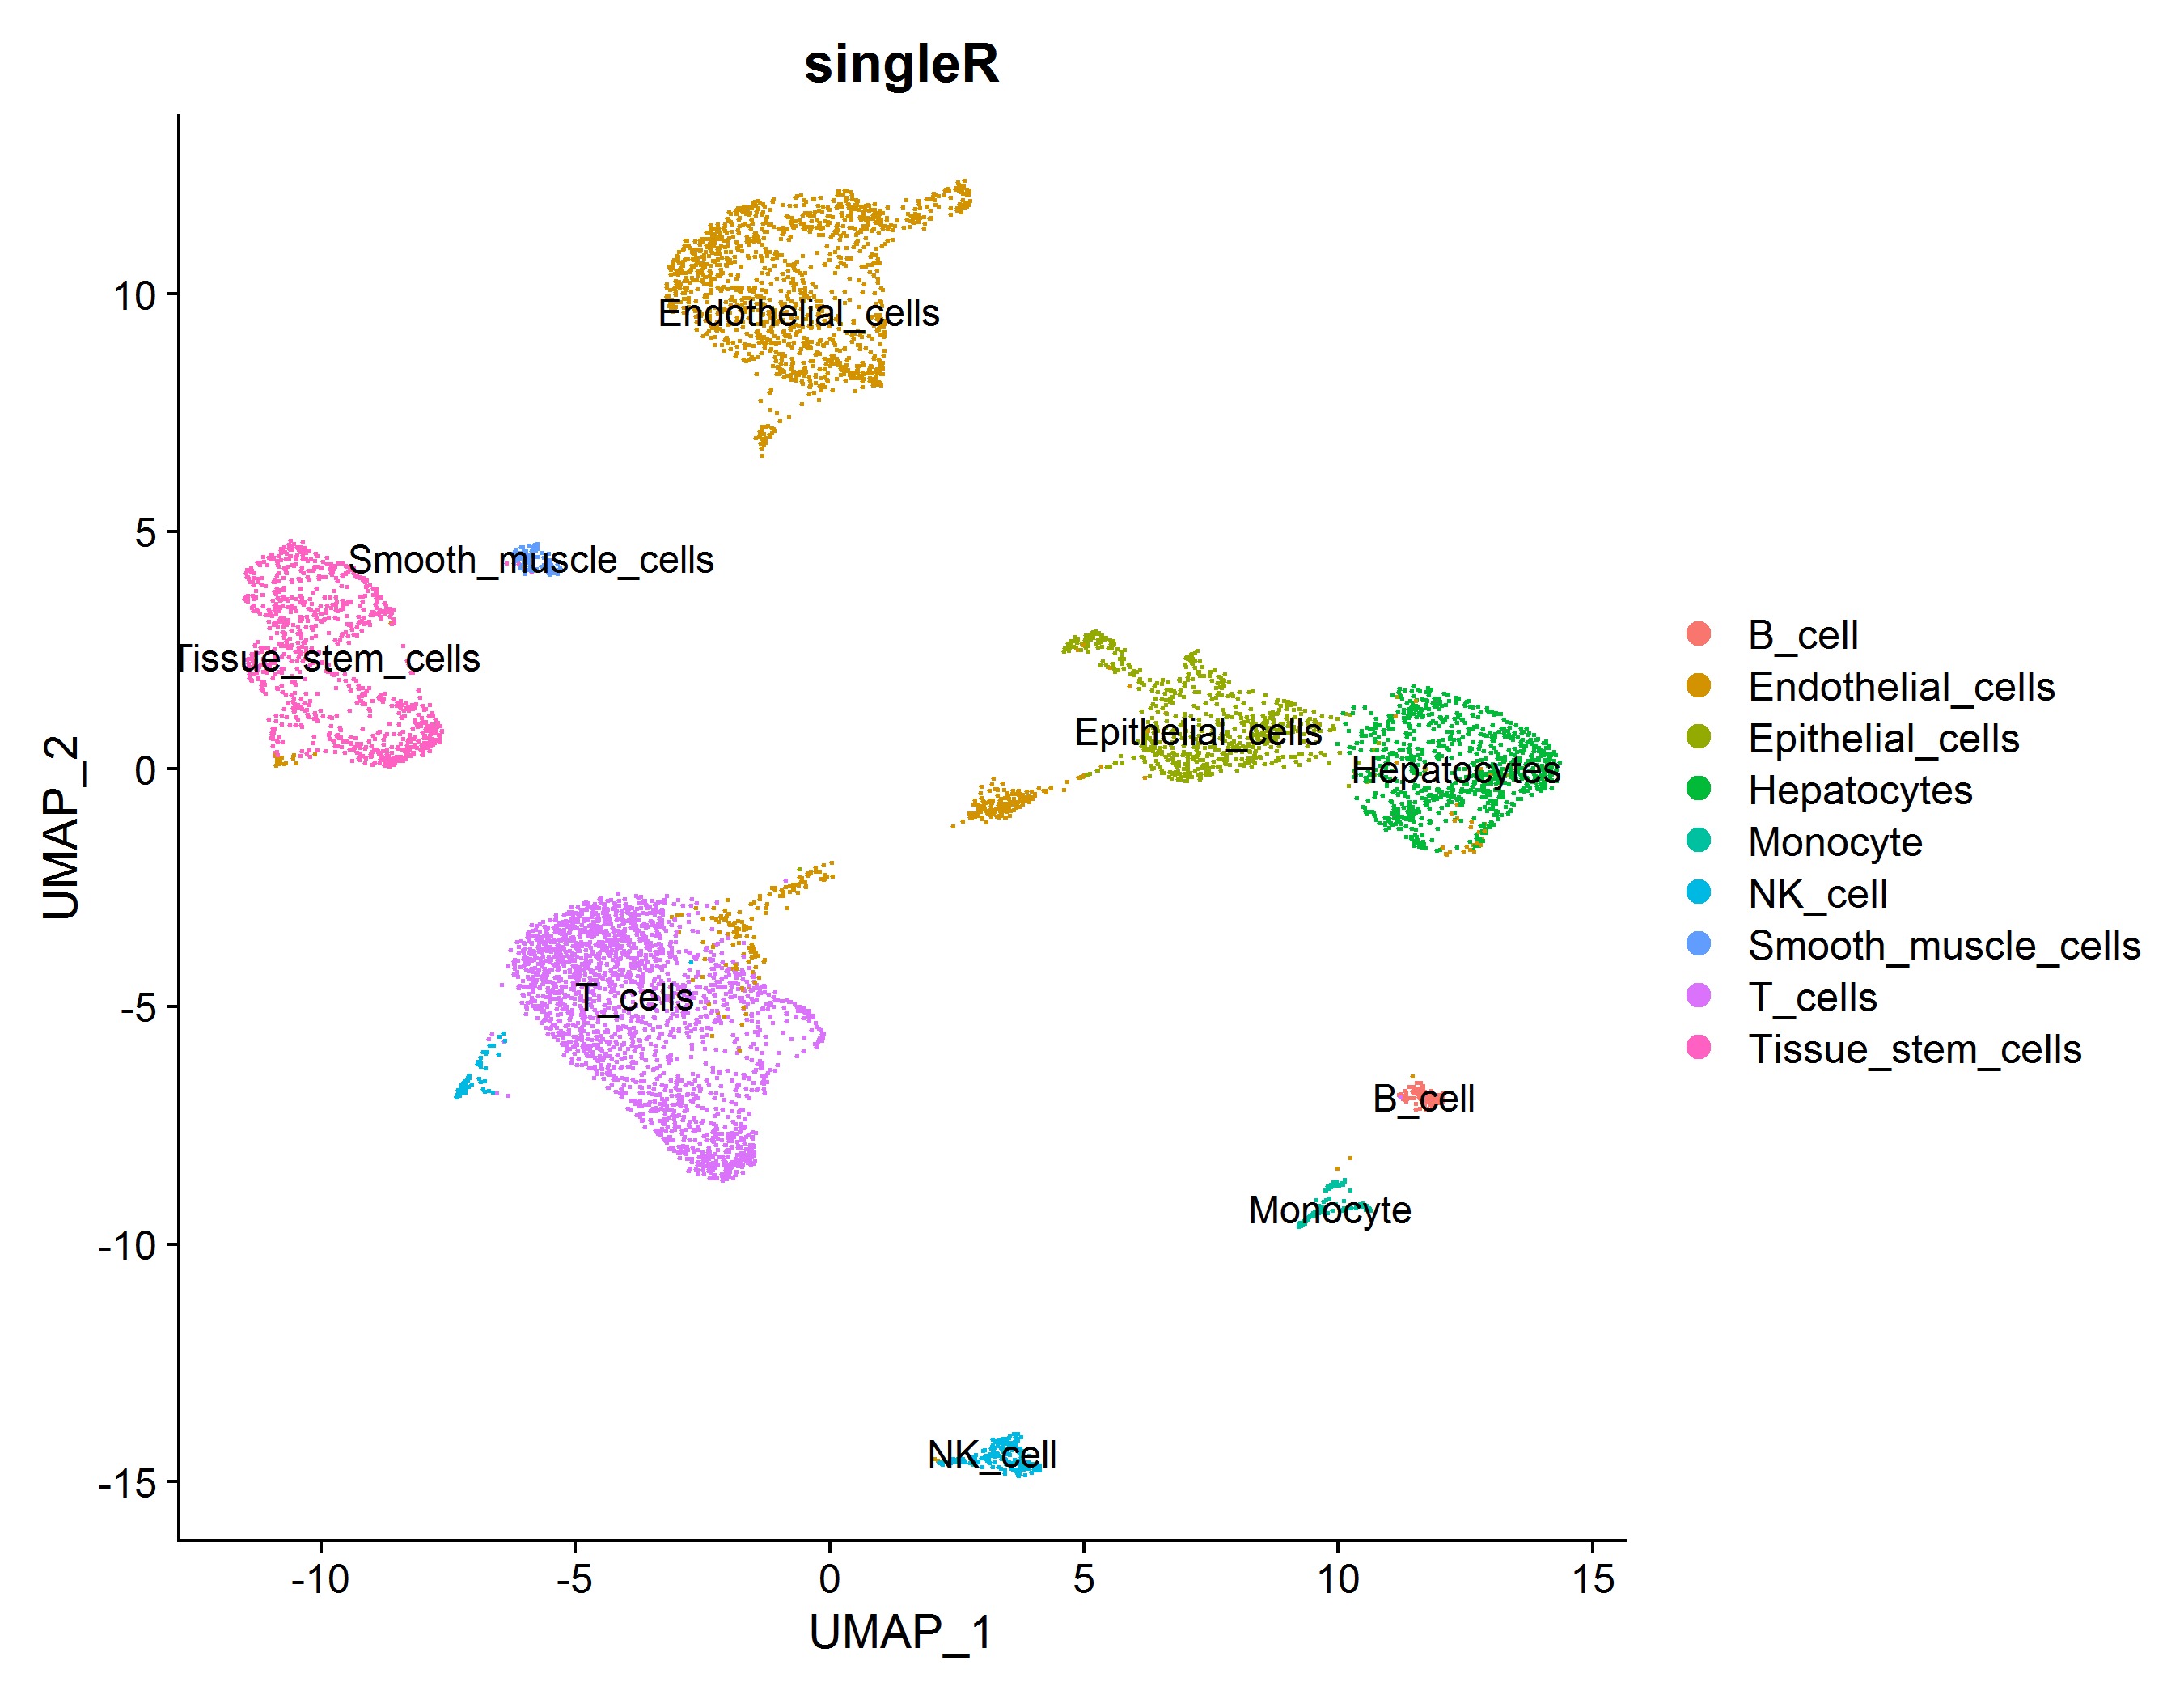 singleR
10
5
0
-5
-10
-15
UMAP_2
Endothelial_cells
Smooth_muscle_cells
Tissue_stem_cells
Epithelial_cells
Hepatocytes
T_cells
B_cell
Monocyte
NK_cell
-10 -5 0 5 10 15
UMAP_1
B_cell
Endothelial_cells
Epithelial_cells
Hepatocytes
Monocyte
NK_cell
Smooth_muscle_cells
T_cells
Tissue_stem_cells